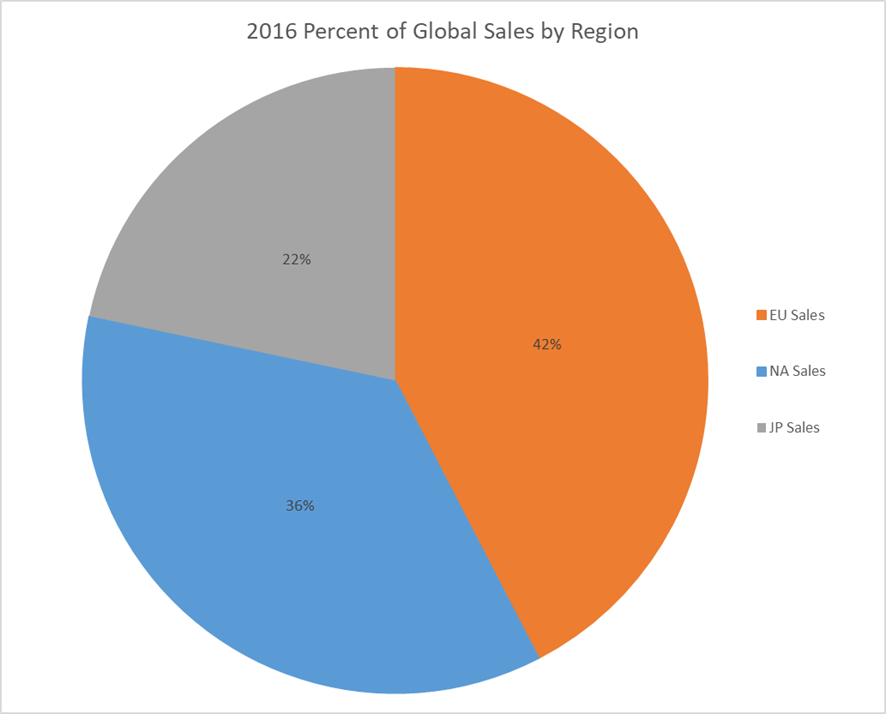 2016 Percent of Global Sales by Region
22%
42%
36%
EU Sales
NA Sales
JP Sales